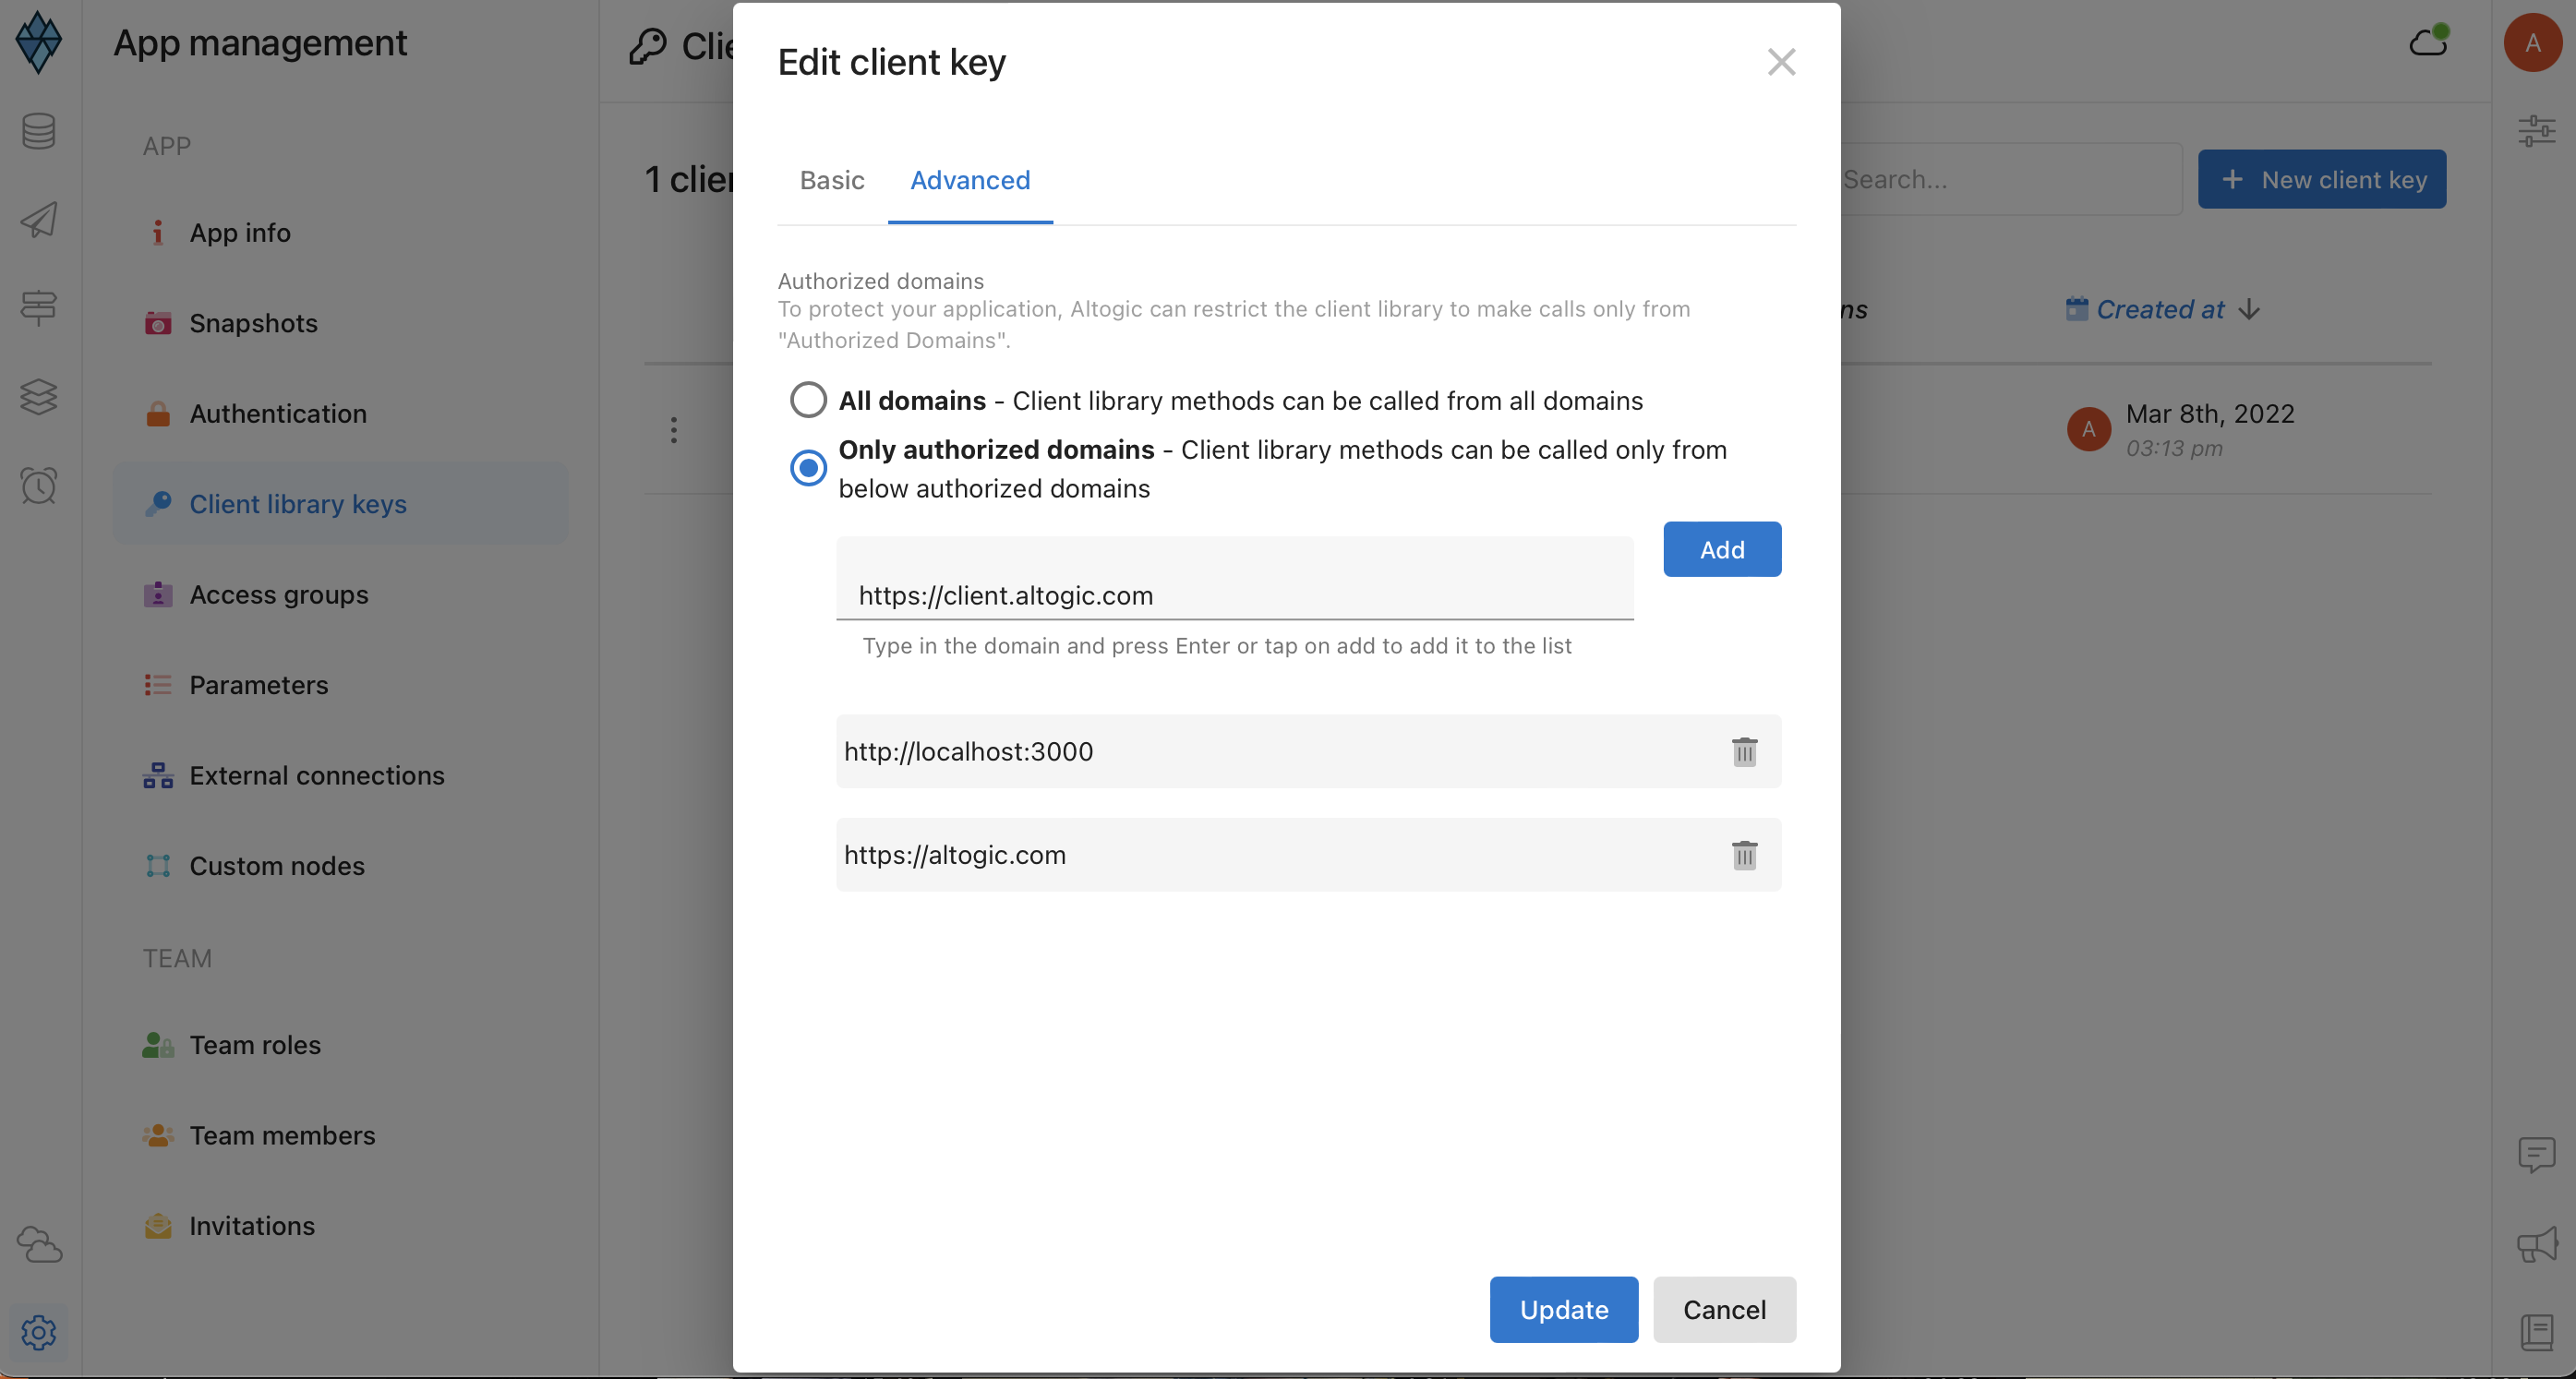 App management
APP
App info
Snapshots
Authentication
Client library keys
Access groups
Parameters
External connections
Custom nodes
TEAM
Team roles
Team members
Invitations
1
Edit client key
Basic
Advanced
Authorized domains
To protect your application, Altogic can restrict the client library to make calls only from
"Authorized Domains".
All domains - Client library methods can be called from all domains
Only authorized domains - Client library methods can be called only from
below authorized domains
https://client.altogic.com
Add
Type in the domain and press Enter or tap on add to add it to the list
http://localhost:3000
https://altogic.com
Update
Cancel
Search...
+ New client key
Created at
A
Mar 8th, 2022
03:13 pm
A